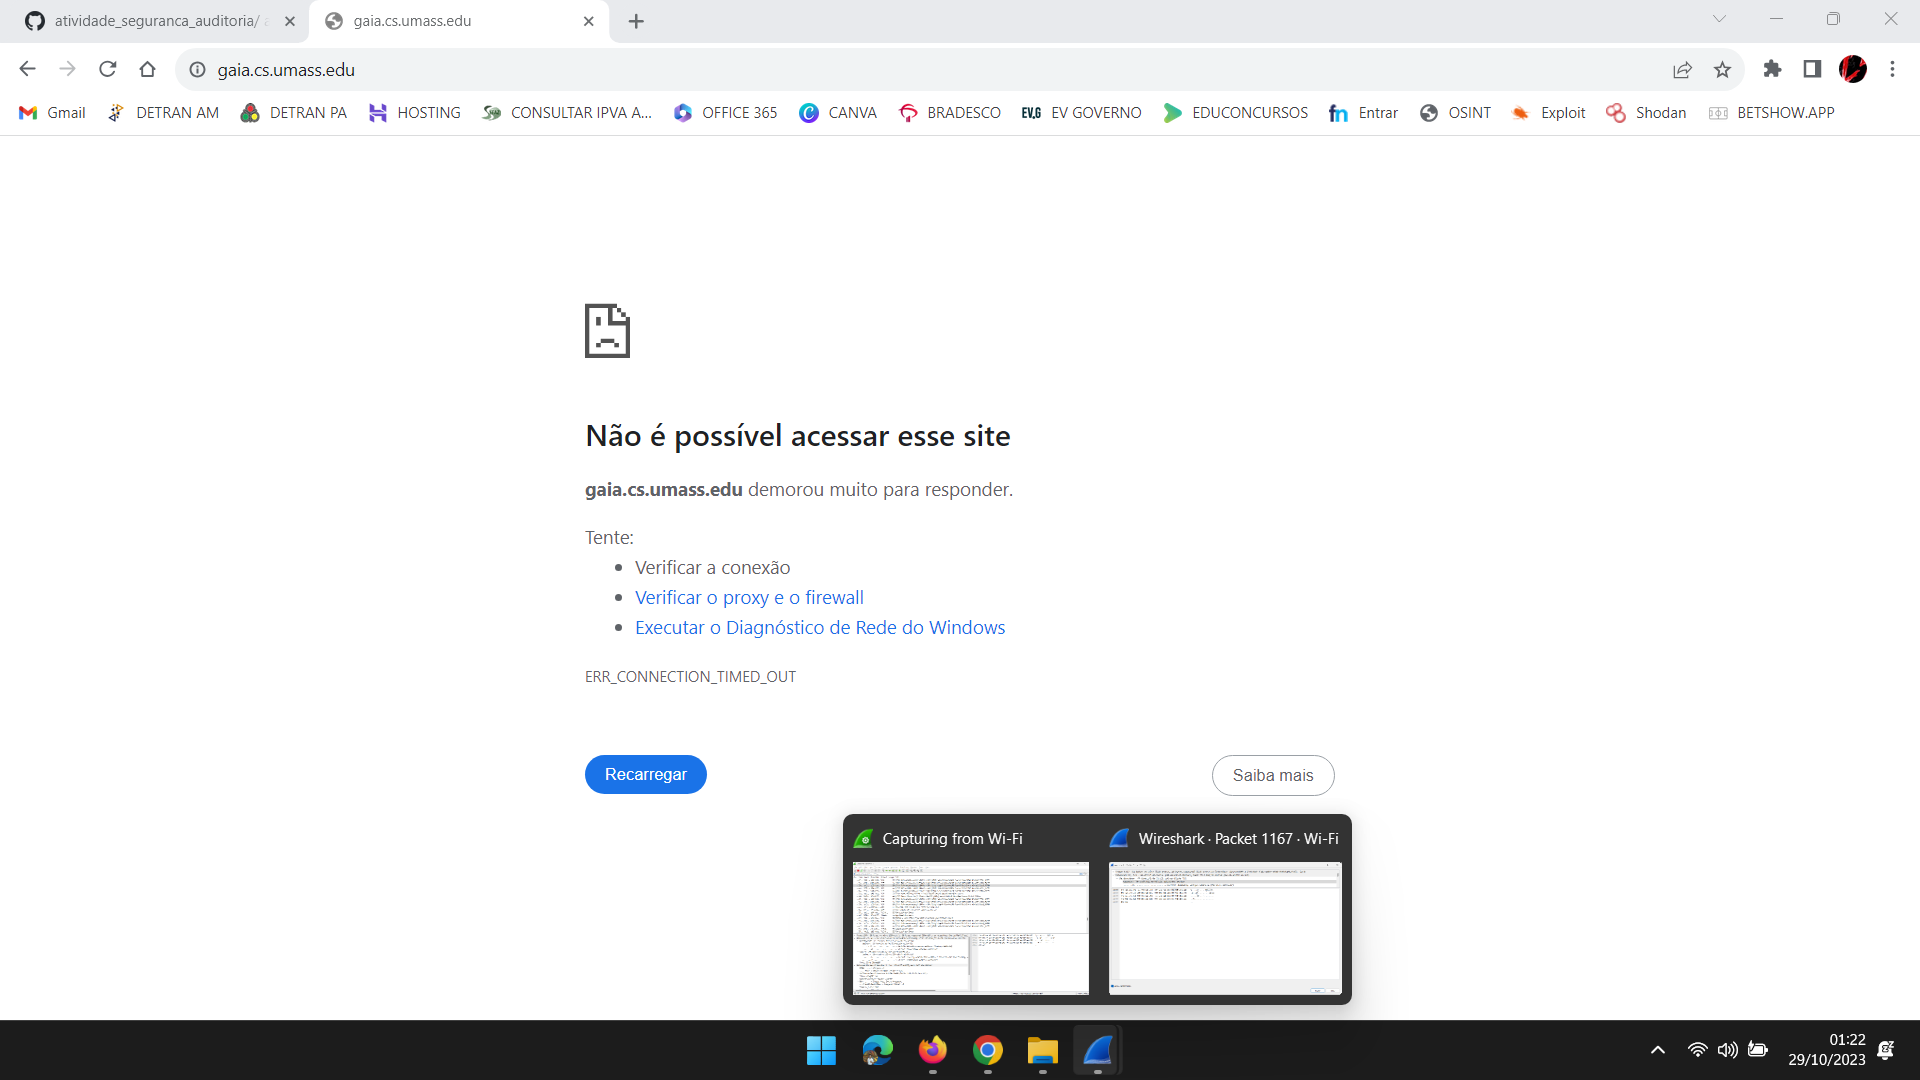 atividade_seguranca_auditoria/
gaia.cs.umass.edu
gaia.cs.umass.edu
Gmail
DETRAN AM
DETRAN PA
HOSTING
CONSULTAR IPVA A...
OFFICE 365
CANVA
BRADESCO
EV.G EV GOVERNO
EDUCONCURSOS
fn Entrar
OSINT
Exploit
Shodan
BETSHOW.APP
Não é possível acessar esse site
gaia.cs.umass.edu demorou muito para responder.
Tente:
Verificar a conexão
Verificar o proxy e o firewall
Executar o Diagnóstico de Rede do Windows
ERR_CONNECTION_TIMED_OUT
Recarregar
Saiba mais
Capturing from Wi-Fi
Wireshark · Packet 1167 · Wi-Fi
01:22
29/10/2023